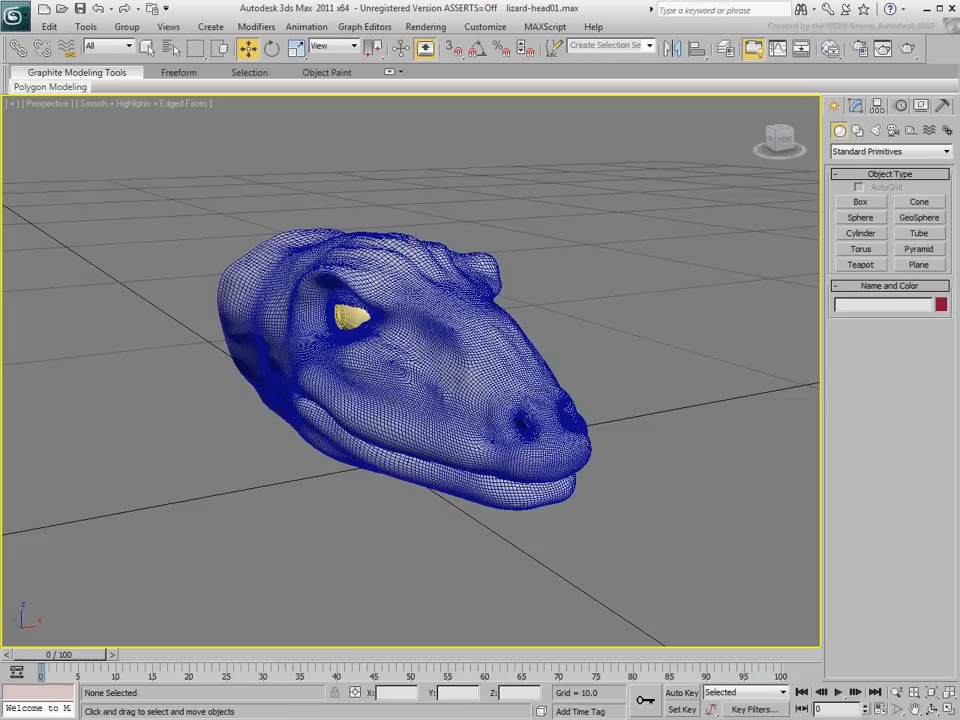 Autodesk 3ds Max 2011 x64 - Unregistered Version ASSERTS=Off lizard-head01.max
Type a keyword or phrase
Edit Tools Group Views Create Modifiers Animation Graph Editors Rendering Customize MAXScript Help
Created by the M&E Design Group, Autodesk
All View Create Selection Se
Graphite Modeling Tools Freeform Selection Object Paint
Polygon Modeling
[ + ] [ Perspective ] [ Smooth + Highlights + Edged Faces ]
Standard Primitives
- Object Type
AutoGrid
Box Cone
Sphere GeoSphere
Cylinder Tube
Torus Pyramid
Teapot Plane
- Name and Color
z
x
< 0 / 100 >
0 5 10 15 20 25 30 35 40 45 50 55 60 65 70 75 80 85 90 95 100
None Selected X: Y: Z: Grid = 10.0 Auto Key Selected
Welcome to M Click and drag to select and move objects Add Time Tag Set Key Key Filters... 0